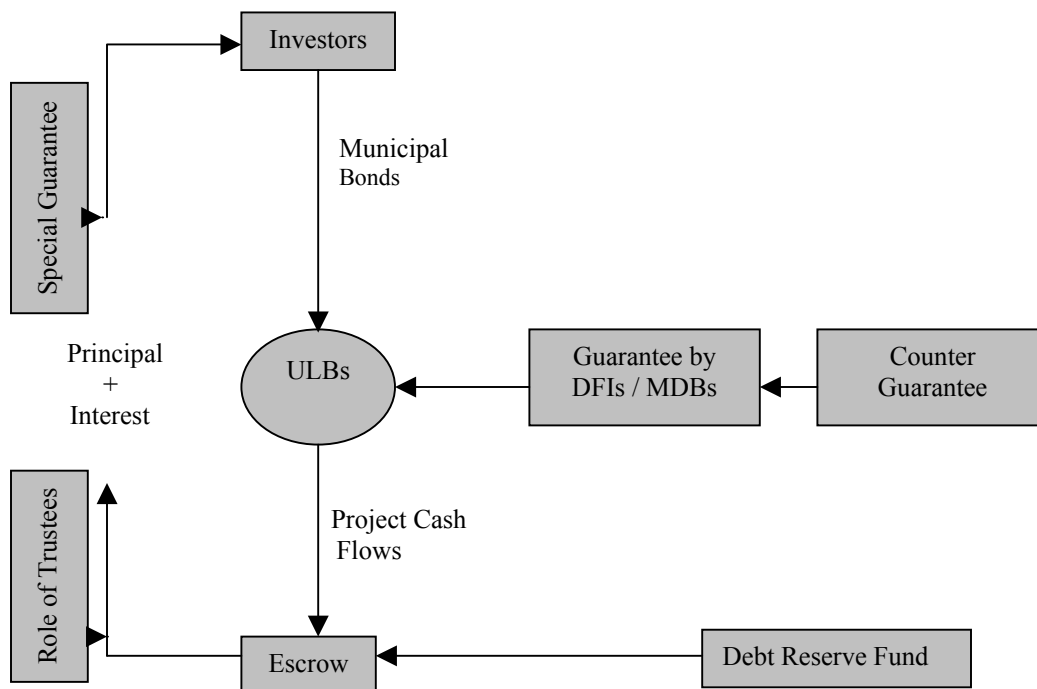 Investors
Special Guarantee
Municipal
Bonds
Principal
+
Interest
ULBs
Guarantee by
DFIs / MDBs
Counter
Guarantee
Role of Trustees
Project Cash
Flows
Escrow
Debt Reserve Fund